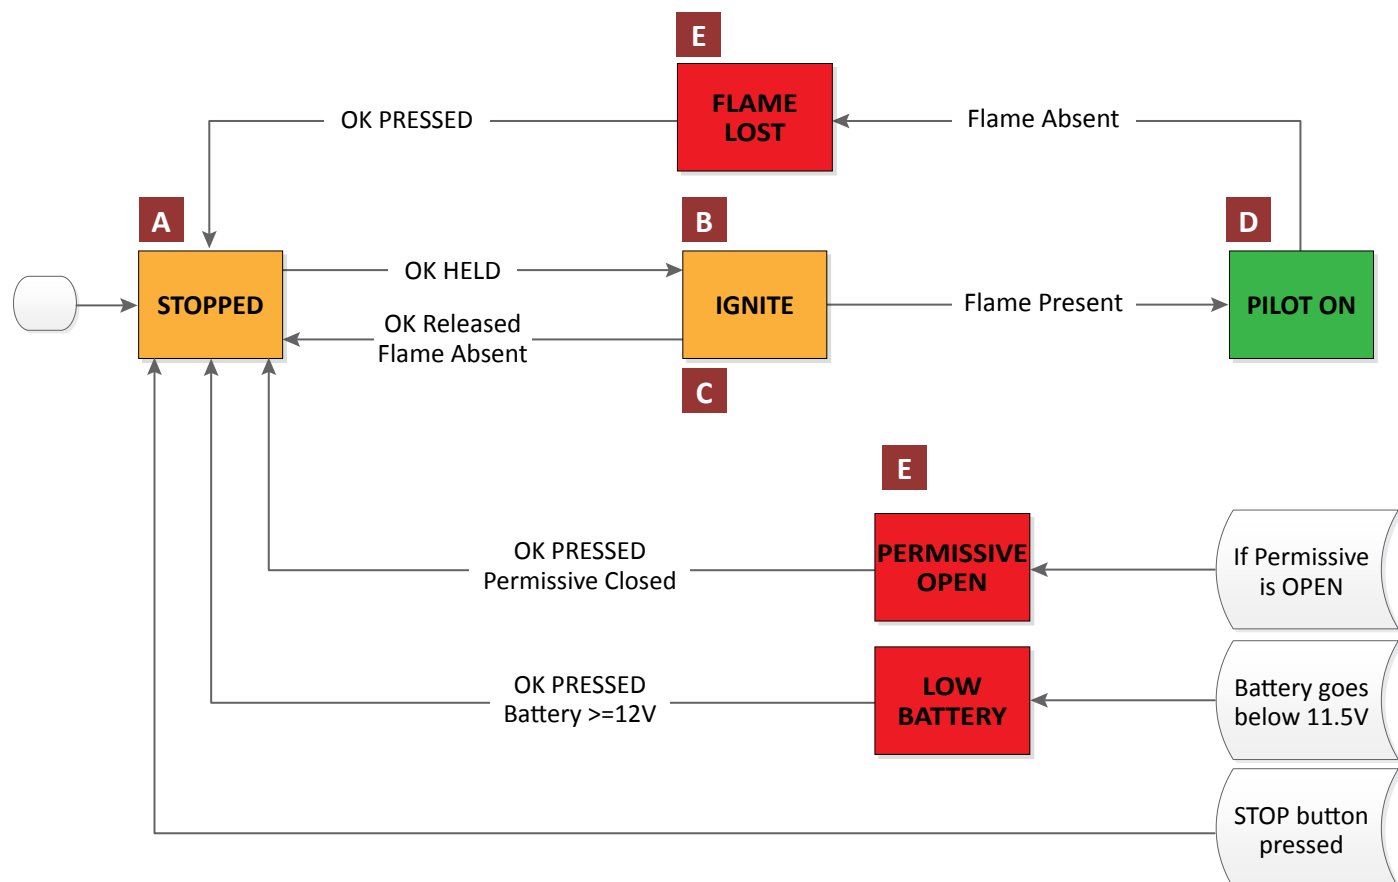 E
FLAME
LOST
OK PRESSED
Flame Absent
A
B
D
STOPPED
OK HELD
IGNITE
Flame Present
PILOT ON
OK Released
Flame Absent
C
E
OK PRESSED
Permissive Closed
PERMISSIVE
OPEN
If Permissive
is OPEN
OK PRESSED
Battery >=12V
LOW
BATTERY
Battery goes
below 11.5V
STOP button
pressed